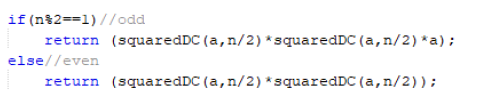 if(n%2==1)//odd
return (squaredDC(a,n/2)*squaredDC(a,n/2)*a);
else//even
return (squaredDC(a,n/2)*squaredDC(a,n/2));